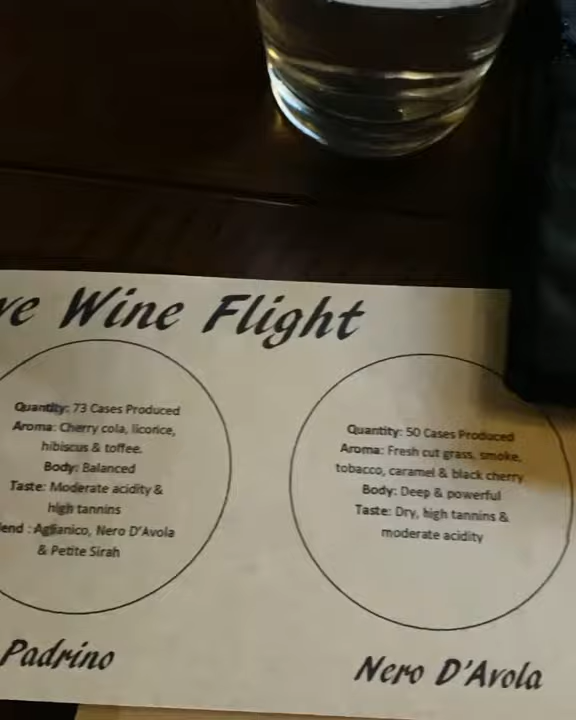 ve Wine Flight
Quantity: 73 Cases Produced
Aroma: Cherry cola, licorice,
hibiscus & toffee.
Body: Balanced
Taste: Moderate acidity &
high tannins
lend : Aglianico, Nero D'Avola
& Petite Sirah
Padrino
Quantity: 50 Cases Produced
Aroma: Fresh cut grass, smoke,
tobacco, caramel & black cherry
Body: Deep & powerful
Taste: Dry, high tannins &
moderate acidity
Nero D'Avola